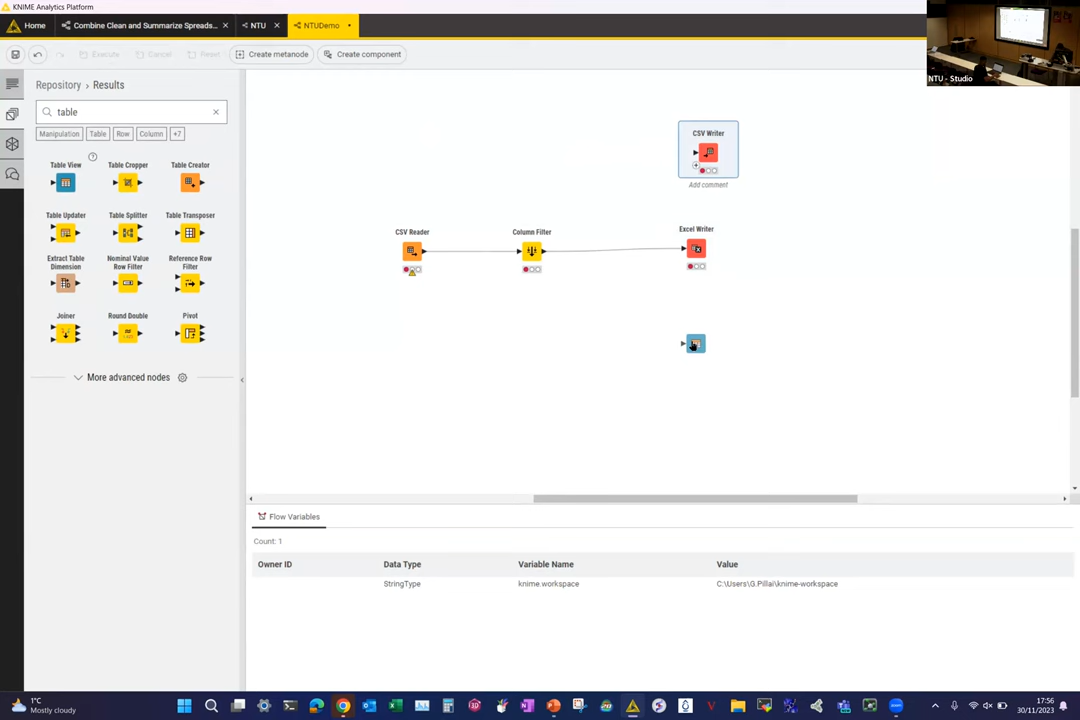 KNIME Analytics Platform
Home
Combine Clean and Summarize Spreads...
NTU
NTUDemo
Execute
Cancel
Reset
Create metanode
Create component
Repository › Results
table
Manipulation
Table
Row
Column
+7
Table View
Table Cropper
Table Creator
Table Updater
Table Splitter
Table Transposer
Extract Table Dimension
Nominal Value Row Filter
Reference Row Filter
Joiner
Round Double
Pivot
More advanced nodes
CSV Writer
Add comment
CSV Reader
Column Filter
Excel Writer
Flow Variables
Count: 1
Owner ID
Data Type
Variable Name
Value
StringType
knime.workspace
C:\Users\G.Pillai\knime-workspace
NTU - Studio
1°C
Mostly cloudy
17:56
30/11/2023